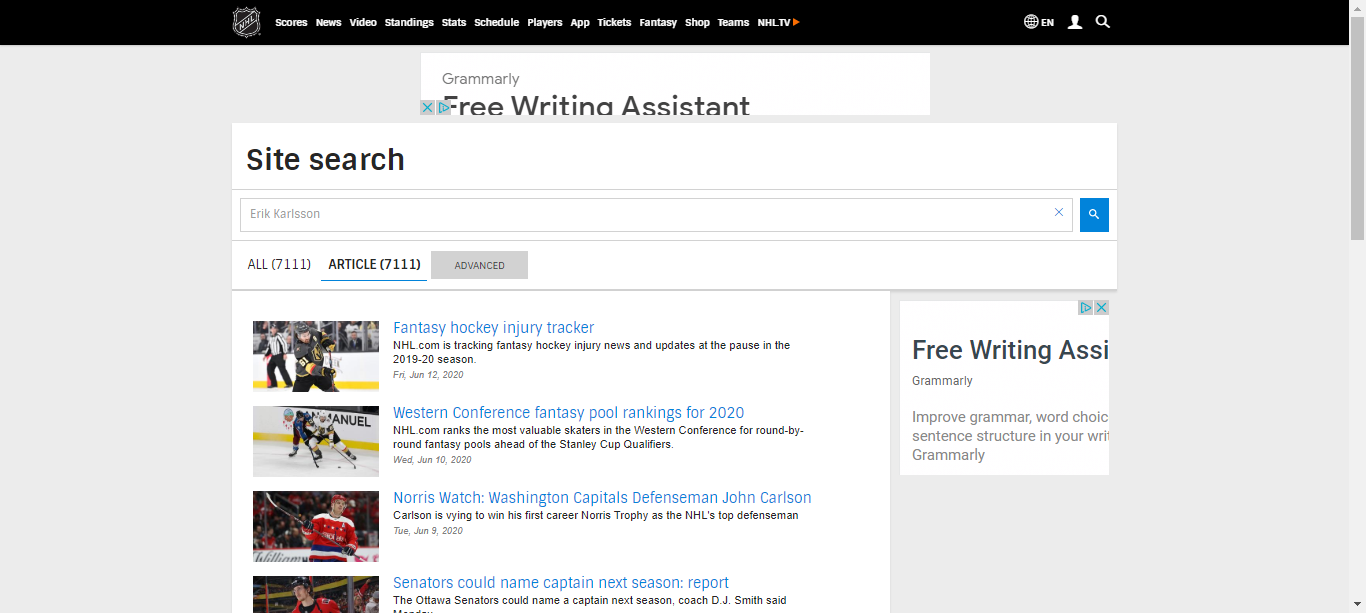 NHL
Scores News Video Standings Stats Schedule Players App Tickets Fantasy Shop Teams NHL.TV
EN
Grammarly
Free Writing Assistant
Site search
Erik Karlsson
ALL (7111) ARTICLE (7111) ADVANCED
Fantasy hockey injury tracker
NHL.com is tracking fantasy hockey injury news and updates at the pause in the
2019-20 season.
Fri, Jun 12, 2020
MANUEL
Western Conference fantasy pool rankings for 2020
NHL.com ranks the most valuable skaters in the Western Conference for round-by-
round fantasy pools ahead of the Stanley Cup Qualifiers.
Wed, Jun 10, 2020
Norris Watch: Washington Capitals Defenseman John Carlson
Carlson is vying to win his first career Norris Trophy as the NHL's top defenseman
Tue, Jun 9, 2020
William
Senators could name captain next season: report
The Ottawa Senators could name a captain next season, coach D.J. Smith said
Monday
Free Writing Assi
Grammarly
Improve grammar, word choic
sentence structure in your writ
Grammarly